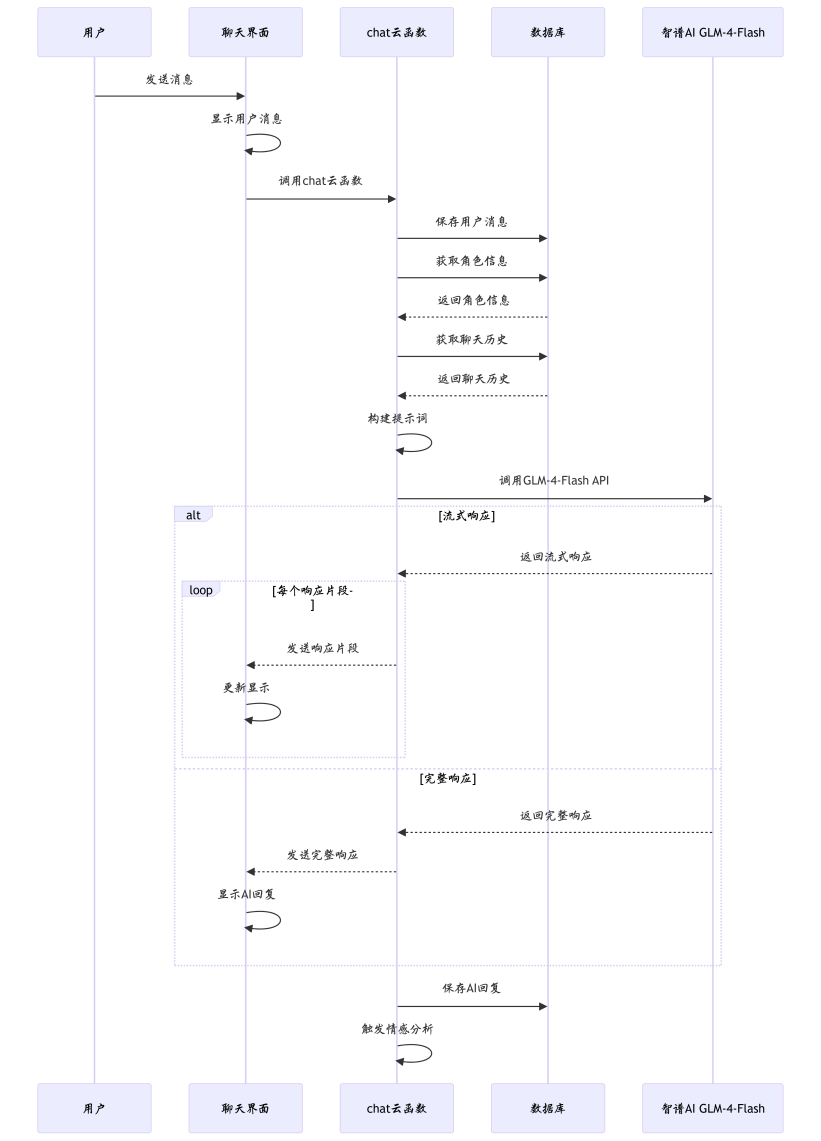 用户 聊天界面 chat云函数 数据库 智谱AI GLM-4-Flash
发送消息
显示用户消息
调用chat云函数
保存用户消息
获取角色信息
返回角色信息
获取聊天历史
返回聊天历史
构建提示词
调用GLM-4-Flash API
alt [流式响应]
返回流式响应
loop [每个响应片段-
]
发送响应片段
更新显示
[完整响应]
返回完整响应
发送完整响应
显示AI回复
保存AI回复
触发情感分析
用户 聊天界面 chat云函数 数据库 智谱AI GLM-4-Flash